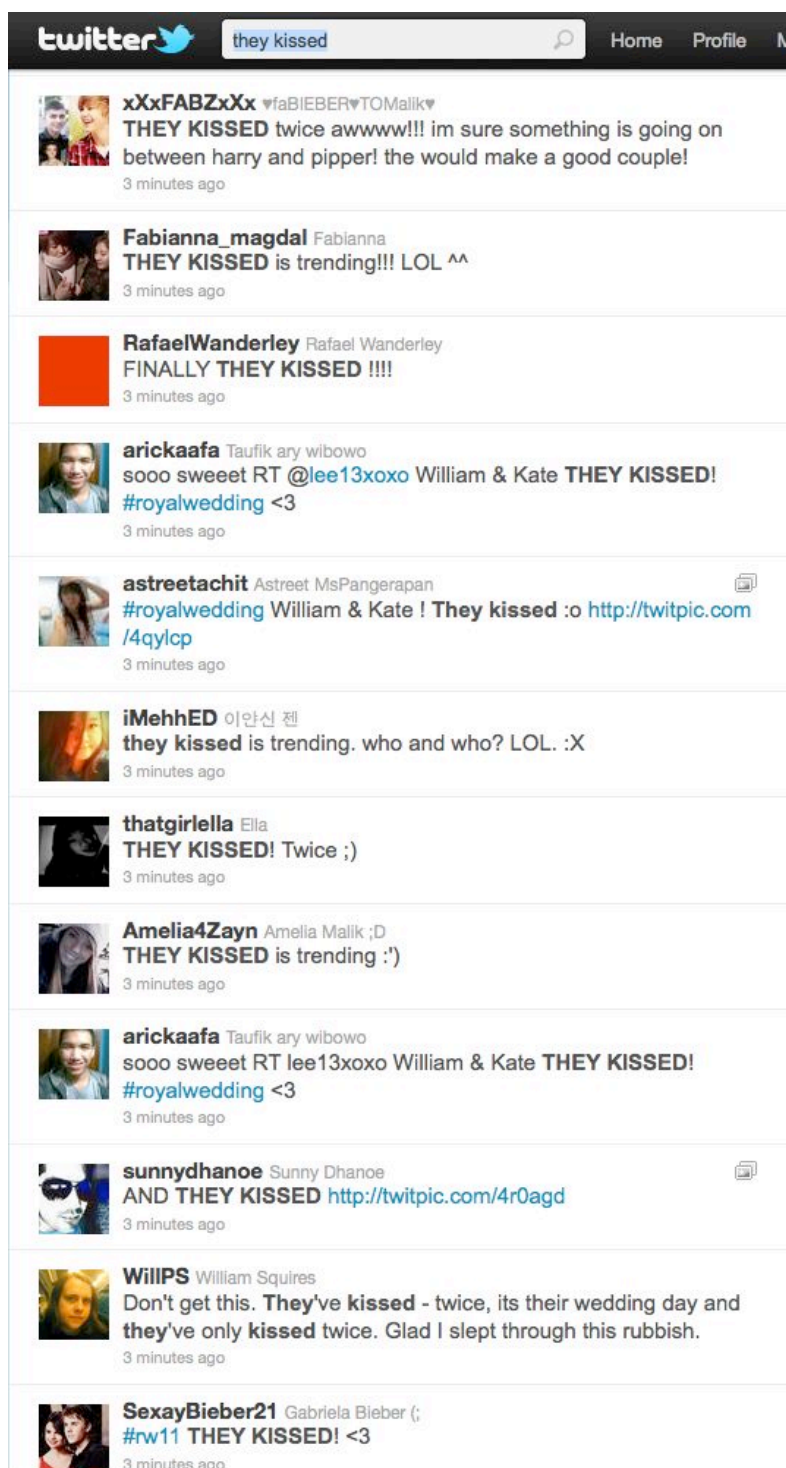 twitter they kissed Home Profile M
xXxFABZxXx ♥faBIEBER♥TOMalik♥
THEY KISSED twice awwww!!! im sure something is going on
between harry and pipper! the would make a good couple!
3 minutes ago
Fabianna_magdal Fabianna
THEY KISSED is trending!!! LOL ^^
3 minutes ago
RafaelWanderley Rafael Wanderley
FINALLY THEY KISSED !!!!
3 minutes ago
arickaafa Taufik ary wibowo
sooo sweeet RT @lee13xoxo William & Kate THEY KISSED!
#royalwedding <3
3 minutes ago
astreetachit Astreet MsPangerapan
#royalwedding William & Kate ! They kissed :o http://twitpic.com
/4qylcp
3 minutes ago
iMehhED 이얀신 젠
they kissed is trending. who and who? LOL. :X
3 minutes ago
thatgirlella Ella
THEY KISSED! Twice ;)
3 minutes ago
Amelia4Zayn Amelia Malik ;D
THEY KISSED is trending :')
3 minutes ago
arickaafa Taufik ary wibowo
sooo sweeet RT lee13xoxo William & Kate THEY KISSED!
#royalwedding <3
3 minutes ago
sunnydhanoe Sunny Dhanoe
AND THEY KISSED http://twitpic.com/4r0agd
3 minutes ago
WillPS William Squires
Don't get this. They've kissed - twice, its their wedding day and
they've only kissed twice. Glad I slept through this rubbish.
3 minutes ago
SexayBieber21 Gabriela Bieber (;
#rw11 THEY KISSED! <3
3 minutes ago